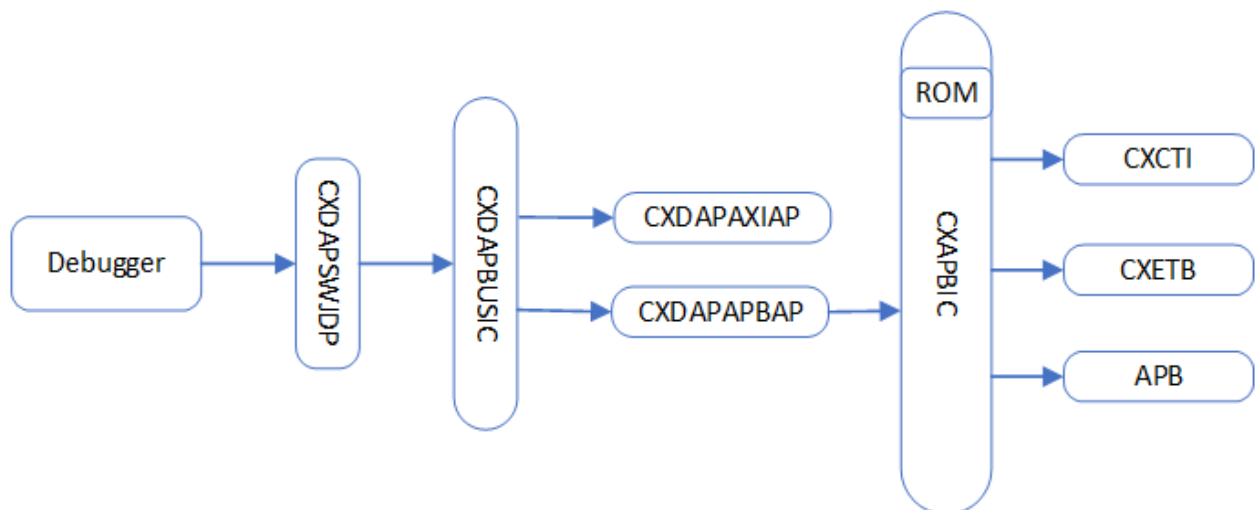 Debugger
CXDAPSWJDP
CXDAPBUSIC
CXDAPAXIAP
CXDAPAPBAP
ROM
CXAPBIC
CXCTI
CXETB
APB